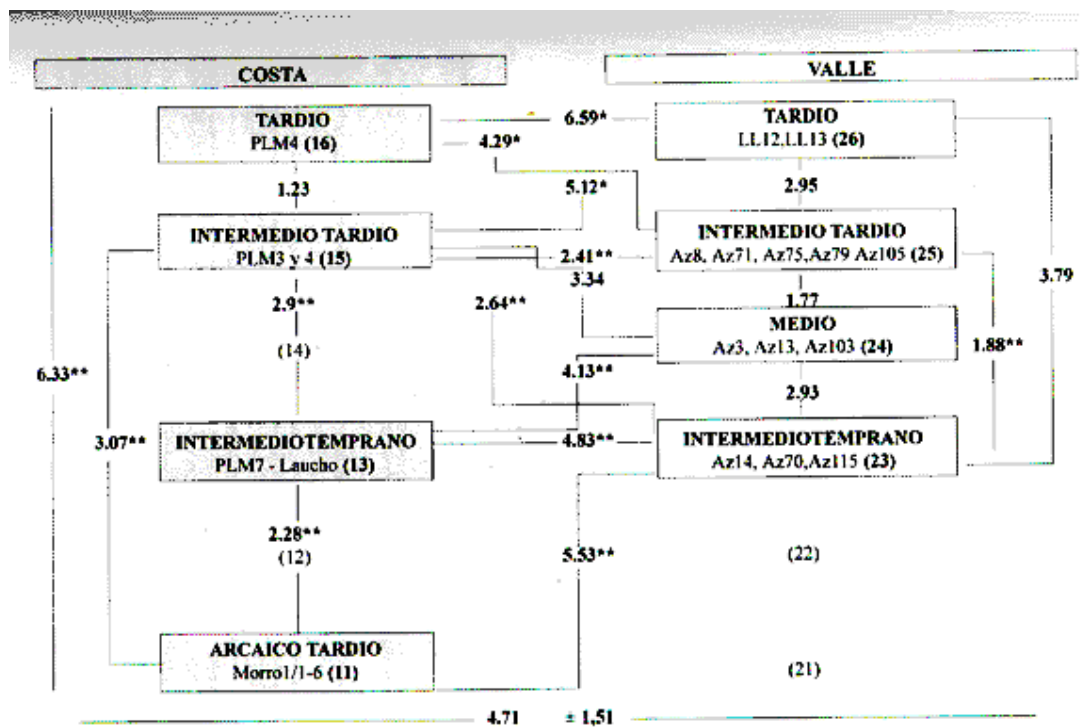 COSTA
VALLE
TARDIO
PLM4 (16)
6.59*
TARDIO
LL12,LL13 (26)
4.29*
1.23
5.12*
2.95
INTERMEDIO TARDIO
PLM3 y 4 (15)
2.41**
3.34
INTERMEDIO TARDIO
Az8, Az71, Az75,Az79 Az105 (25)
3.79
2.9**
2.64**
1.77
(14)
MEDIO
Az3, Az13, Az103 (24)
1.88**
6.33**
4.13**
2.93
3.07**
INTERMEDIOTEMPRANO
PLM7 - Laucho (13)
4.83**
INTERMEDIOTEMPRANO
Az14, Az70,Az115 (23)
2.28**
(12)
5.53**
(22)
ARCAICO TARDIO
Morro1/1-6 (11)
(21)
4.71 ± 1,51